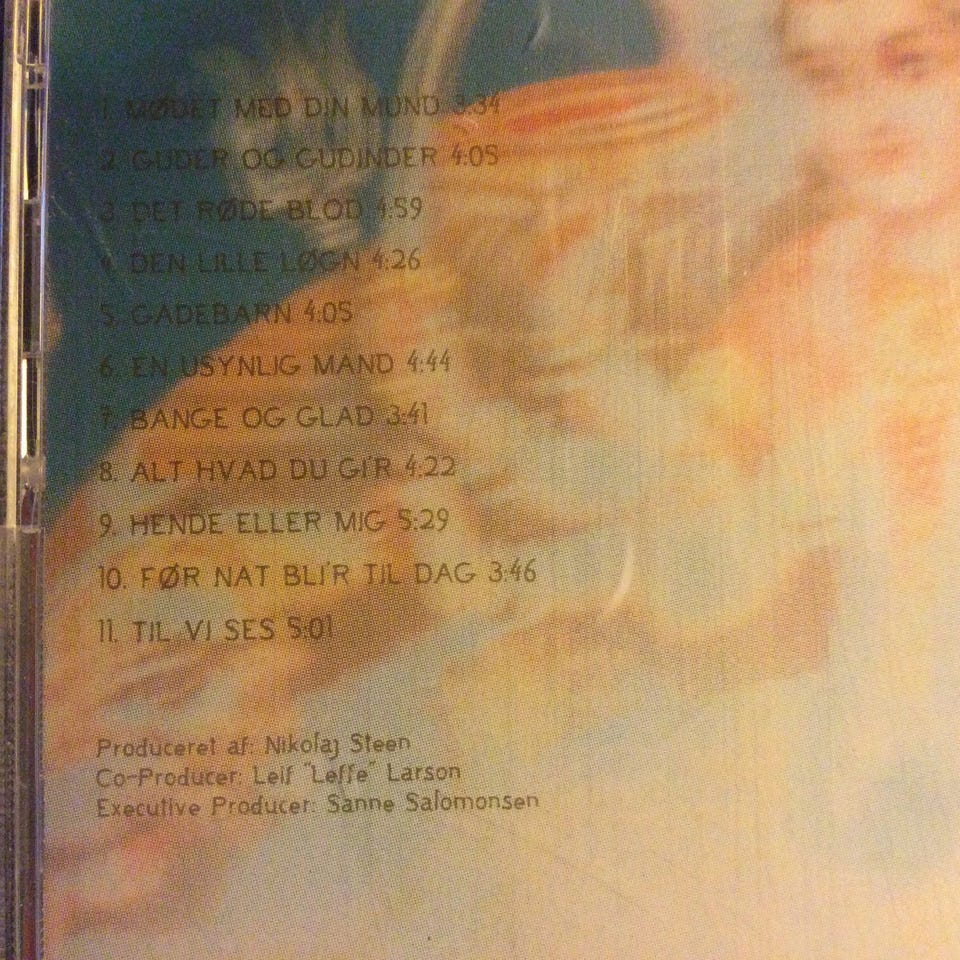 1. MØDET MED DIN MUND 3:34
2. GUDER OG GUDINDER 4:05
3. DET RØDE BLOD 4:59
4. DEN LILLE LØGN 4:26
5. GADEBARN 4:05
6. EN USYNLIG MAND 4:44
7. BANGE OG GLAD 3:41
8. ALT HVAD DU GI'R 4:22
9. HENDE ELLER MIG 5:29
10. FØR NAT BLI'R TIL DAG 3:46
11. TIL VI SES 5:01
Produceret af: Nikolaj Steen
Co-Producer: Leif "Leffe" Larson
Executive Producer: Sanne Salomonsen